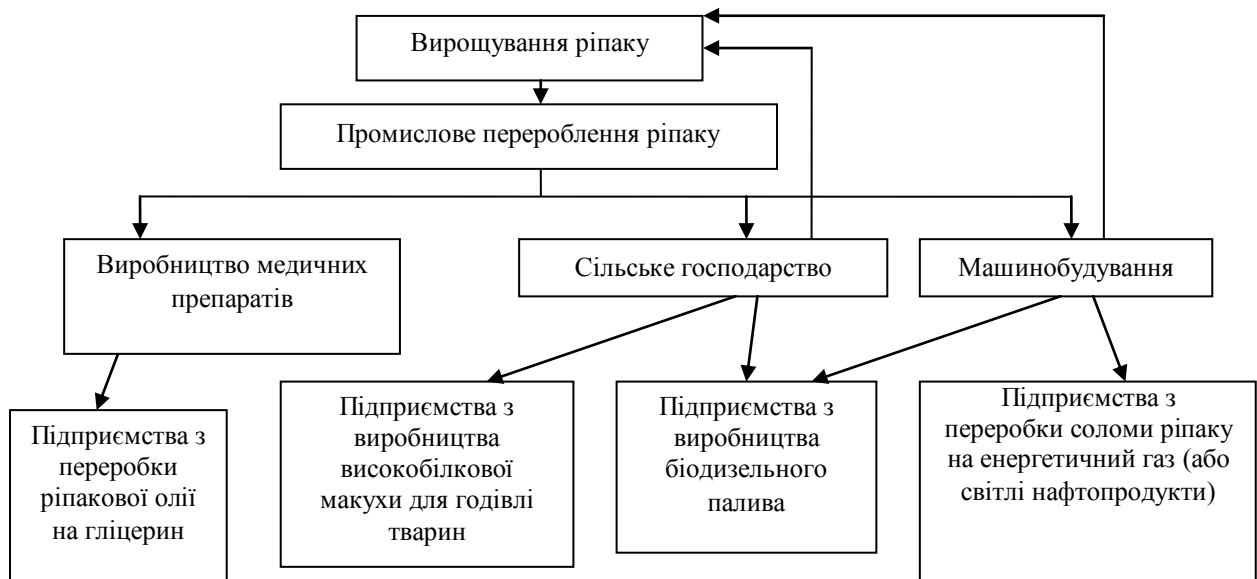 Вирощування ріпаку
Промислове перероблення ріпаку
Виробництво медичних
препаратів
Сільське господарство
Машинобудування
Підприємства з
переробки
ріпакової олії
на гліцерин
Підприємства з
виробництва
високобілкової
макухи для годівлі
тварин
Підприємства з
виробництва
біодизельного
палива
Підприємства з
переробки соломи ріпаку
на енергетичний газ (або
світлі нафтопродукти)